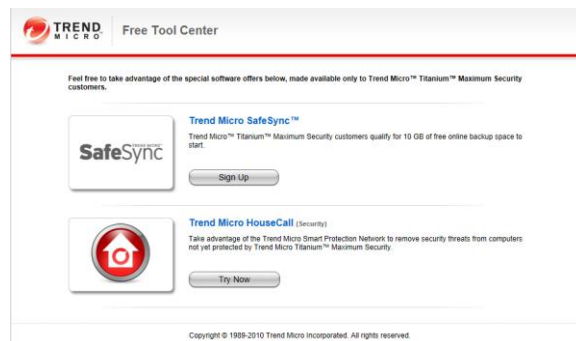 TREND
MICRO
Free Tool Center
Feel free to take advantage of the special software offers below, made available only to Trend Micro™ Titanium™ Maximum Security
customers.
Trend Micro SafeSync™
Trend Micro™ Titanium™ Maximum Security customers qualify for 10 GB of free online backup space to
start.
TREND MICRO™
SafeSync
Sign Up
Trend Micro HouseCall (Security)
Take advantage of the Trend Micro Smart Protection Network to remove security threats from computers
not yet protected by Trend Micro Titanium™ Maximum Security.
Try Now
Copyright © 1989-2010 Trend Micro Incorporated. All rights reserved.